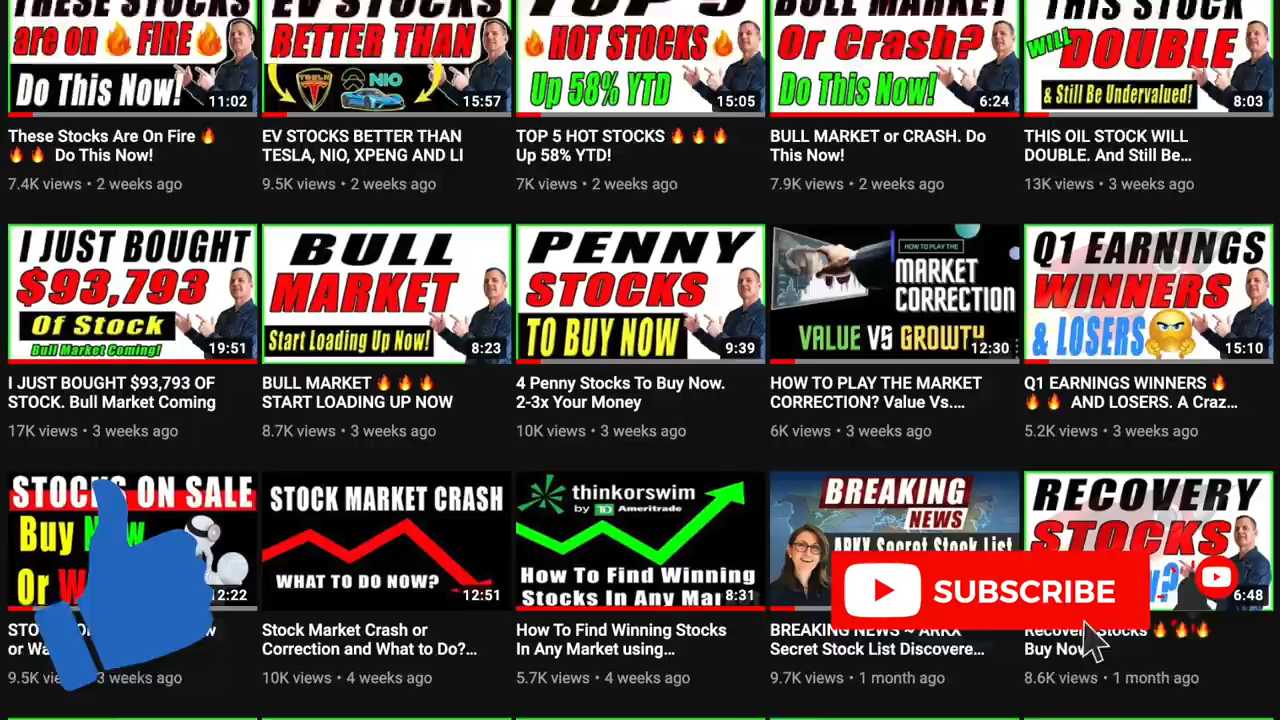 THESE STOCKS
are on FIRE
Do This Now!
11:02
EV STOCKS
BETTER THAN
TESLA
NIO
15:57
TOP 5
HOT STOCKS
Up 58% YTD
15:05
BULL MARKET
Or Crash?
Do This Now!
6:24
THIS STOCK
WILL DOUBLE
& Still Be Undervalued!
8:03
These Stocks Are On Fire 🔥
🔥🔥 Do This Now!
7.4K views • 2 weeks ago
EV STOCKS BETTER THAN
TESLA, NIO, XPENG AND LI
9.5K views • 2 weeks ago
TOP 5 HOT STOCKS 🔥🔥🔥
Up 58% YTD!
7K views • 2 weeks ago
BULL MARKET or CRASH. Do
This Now!
7.9K views • 2 weeks ago
THIS OIL STOCK WILL
DOUBLE. And Still Be...
13K views • 3 weeks ago
I JUST BOUGHT
$93,793
Of Stock
Bull Market Coming!
19:51
BULL
MARKET
Start Loading Up Now!
8:23
PENNY
STOCKS
TO BUY NOW
9:39
HOW TO PLAY THE
MARKET
CORRECTION
VALUE VS GROWTH
12:30
Q1 EARNINGS
WINNERS
& LOSERS
15:10
I JUST BOUGHT $93,793 OF
STOCK. Bull Market Coming
17K views • 3 weeks ago
BULL MARKET 🔥🔥🔥
START LOADING UP NOW
8.7K views • 3 weeks ago
4 Penny Stocks To Buy Now.
2-3x Your Money
10K views • 3 weeks ago
HOW TO PLAY THE MARKET
CORRECTION? Value Vs....
6K views • 3 weeks ago
Q1 EARNINGS WINNERS 🔥
🔥🔥 AND LOSERS. A Craz...
5.2K views • 3 weeks ago
STOCKS ON SALE
Buy
Or
12:22
STOCK MARKET CRASH
WHAT TO DO NOW?
12:51
thinkorswim
by TD Ameritrade
How To Find Winning
Stocks In Any Mar
8:31
BREAKING
NEWS
ARKX Secret Stock List
SUBSCRIBE
RECOVERY
STOCKS
6:48
Stock Market Crash or
Correction and What to Do?...
10K views • 4 weeks ago
How To Find Winning Stocks
In Any Market using...
5.7K views • 4 weeks ago
BREAKING NEWS ~ ARKX
Secret Stock List Discovere...
9.7K views • 1 month ago
Recovery Stocks 🔥🔥🔥
Buy Now
8.6K views • 1 month ago
or
9.5K
3 weeks ago